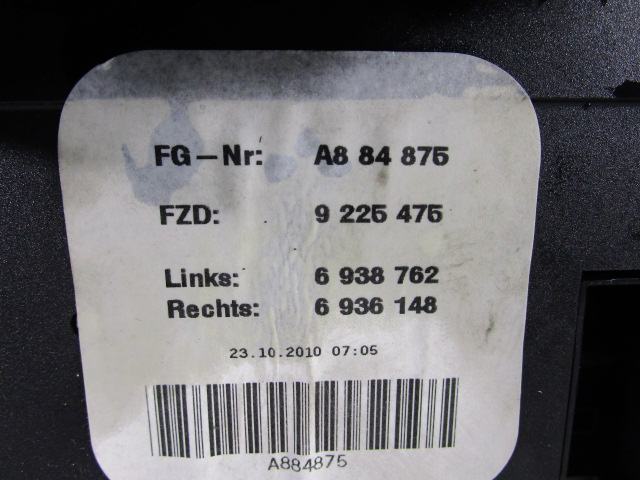 FG-Nr: A8 84 875
FZD: 9 225 475
Links: 6 938 762
Rechts: 6 936 148
23.10.2010 07:05
A884875